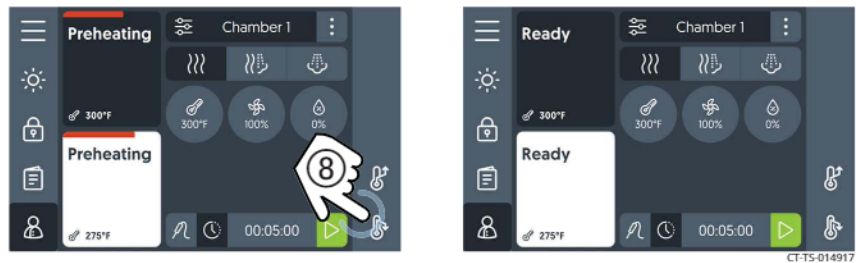 Preheating
Chamber 1
300°F
300°F
100%
0%
Preheating
8
275°F
00:05:00
Ready
Chamber 1
300°F
300°F
100%
0%
Ready
275°F
00:05:00
CT-TS-014917